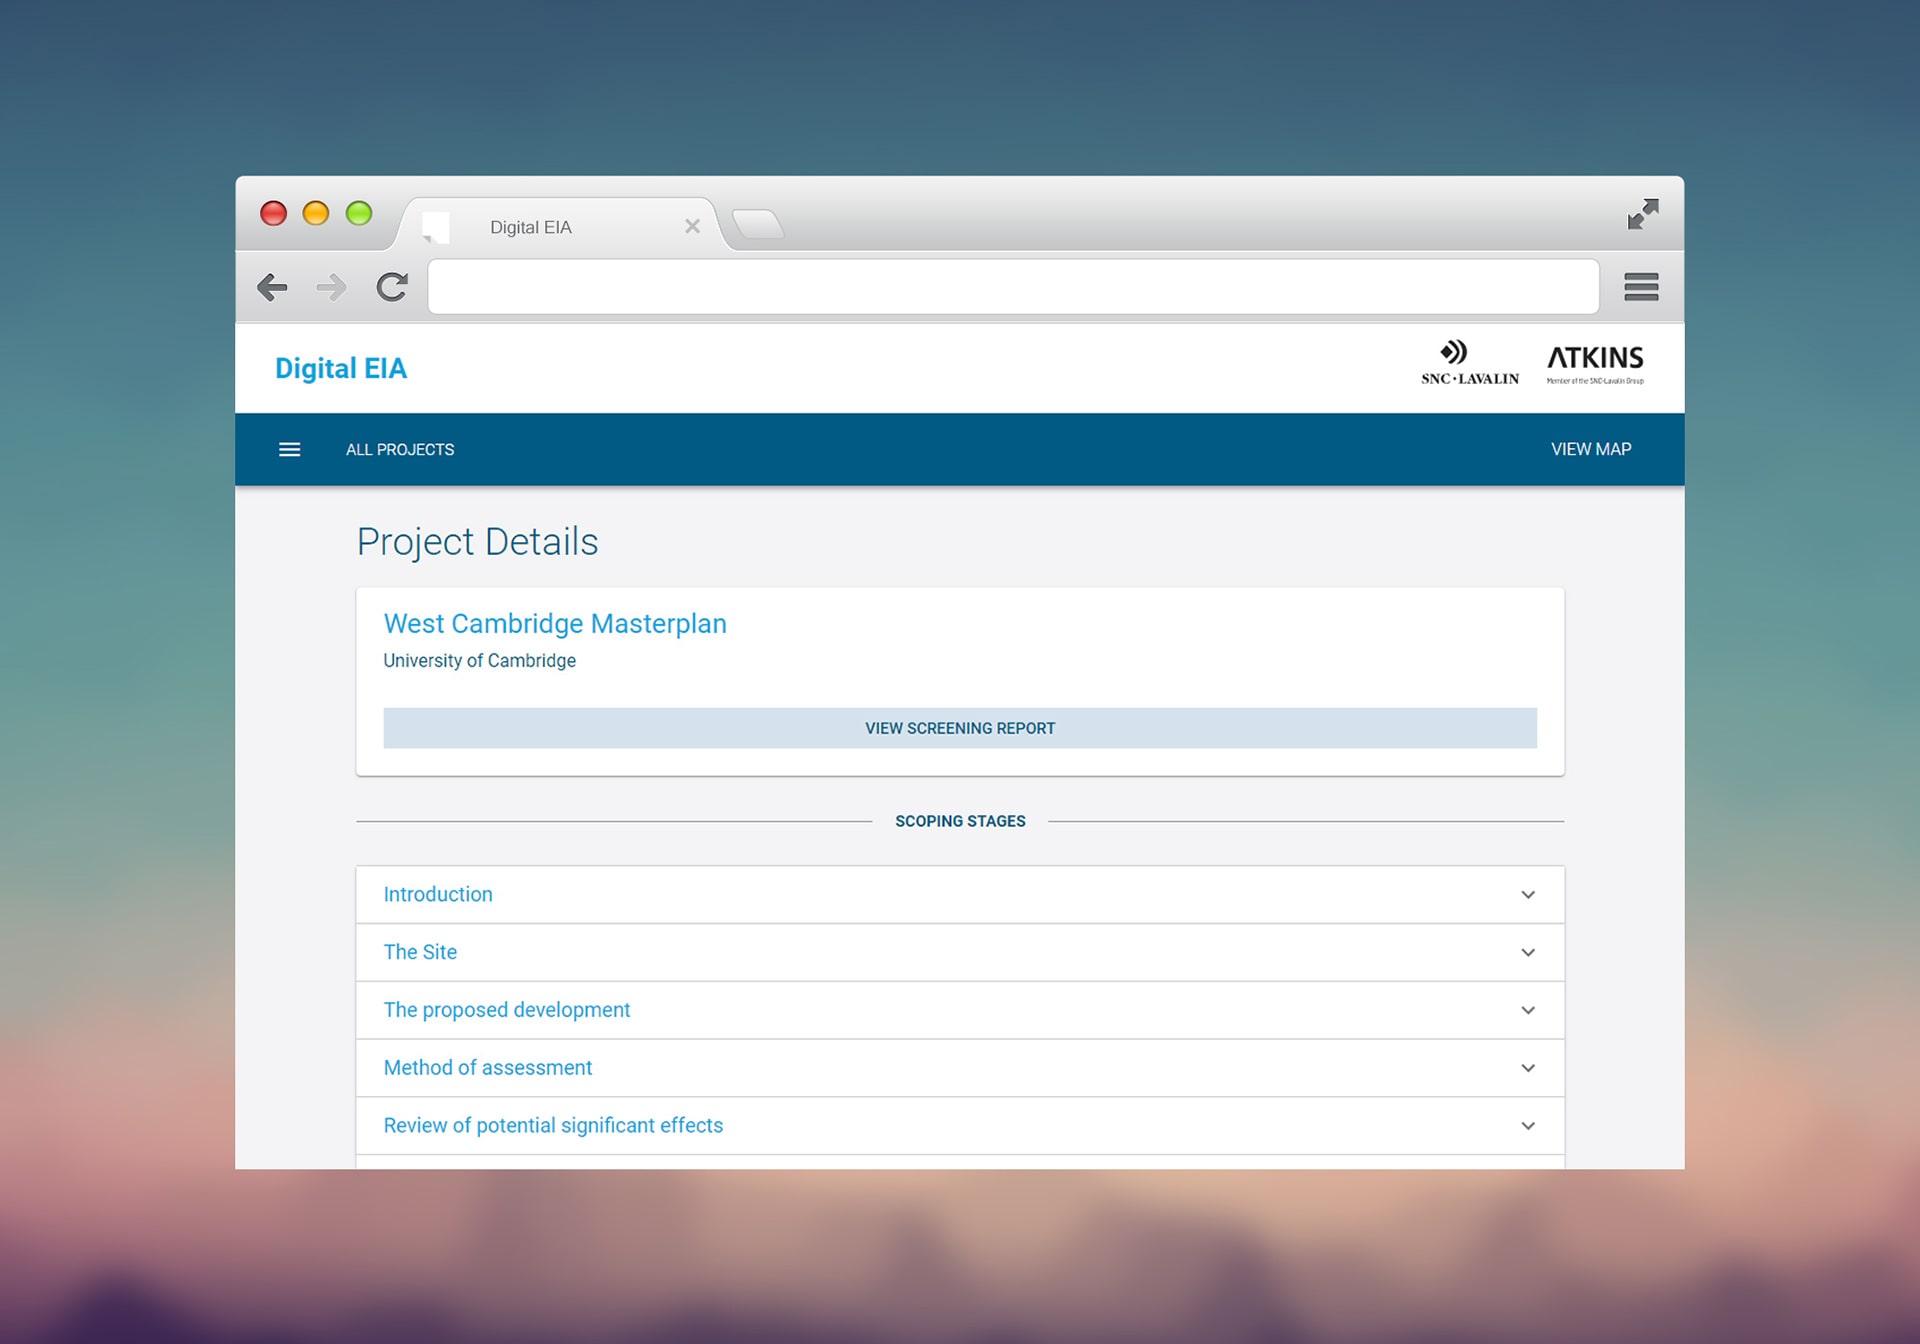 Digital EIA
Digital EIA
SNC·LAVALIN
ATKINS
Member of the SNC-Lavalin Group
ALL PROJECTS
VIEW MAP
Project Details
West Cambridge Masterplan
University of Cambridge
VIEW SCREENING REPORT
SCOPING STAGES
Introduction
The Site
The proposed development
Method of assessment
Review of potential significant effects